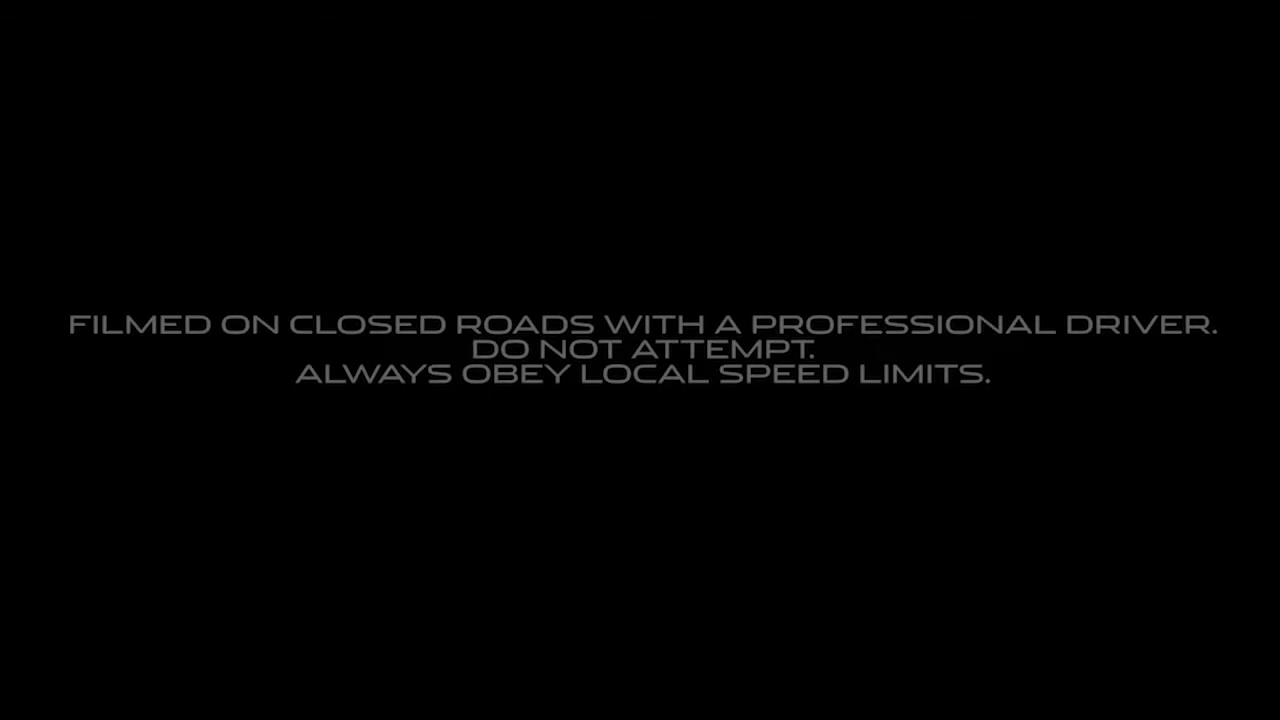 FILMED ON CLOSED ROADS WITH A PROFESSIONAL DRIVER.
DO NOT ATTEMPT.
ALWAYS OBEY LOCAL SPEED LIMITS.